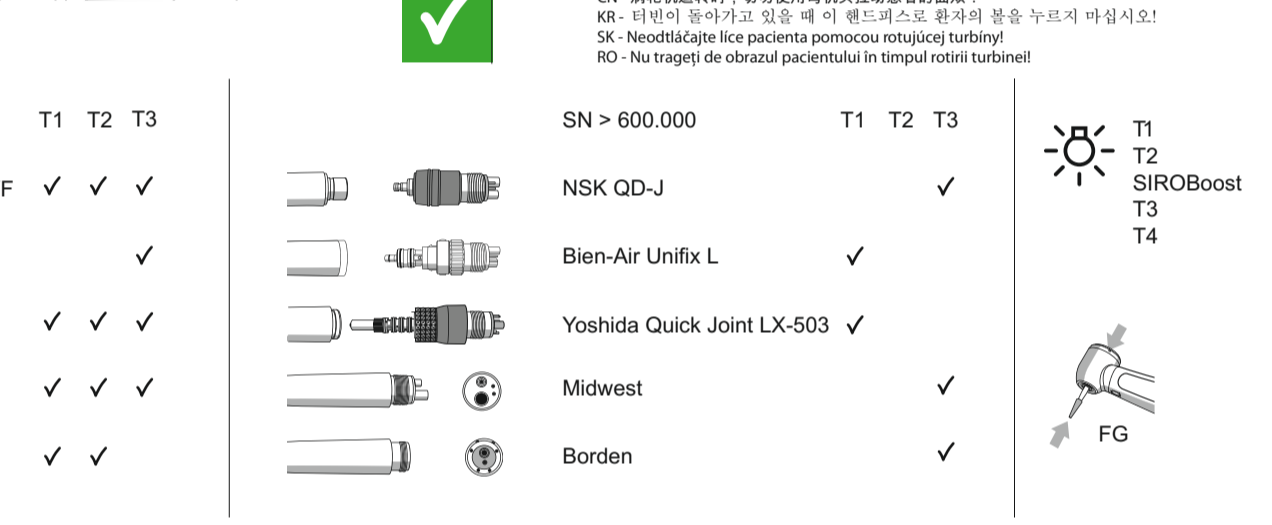 KR - 터빈이 돌아가고 있을 때 이 핸드피스로 환자의 볼을 누르지 마십시오!
SK - Neodtláčajte líce pacienta pomocou rotujúcej turbíny!
RO - Nu trageți de obrazul pacientului în timpul rotirii turbinei!
T1 T2 T3
F ✓ ✓ ✓
✓
✓ ✓ ✓
✓ ✓ ✓
✓ ✓
SN > 600.000 T1 T2 T3
NSK QD-J ✓
Bien-Air Unifix L ✓
Yoshida Quick Joint LX-503 ✓
Midwest ✓
Borden ✓
T1
T2
SIROBoost
T3
T4
FG